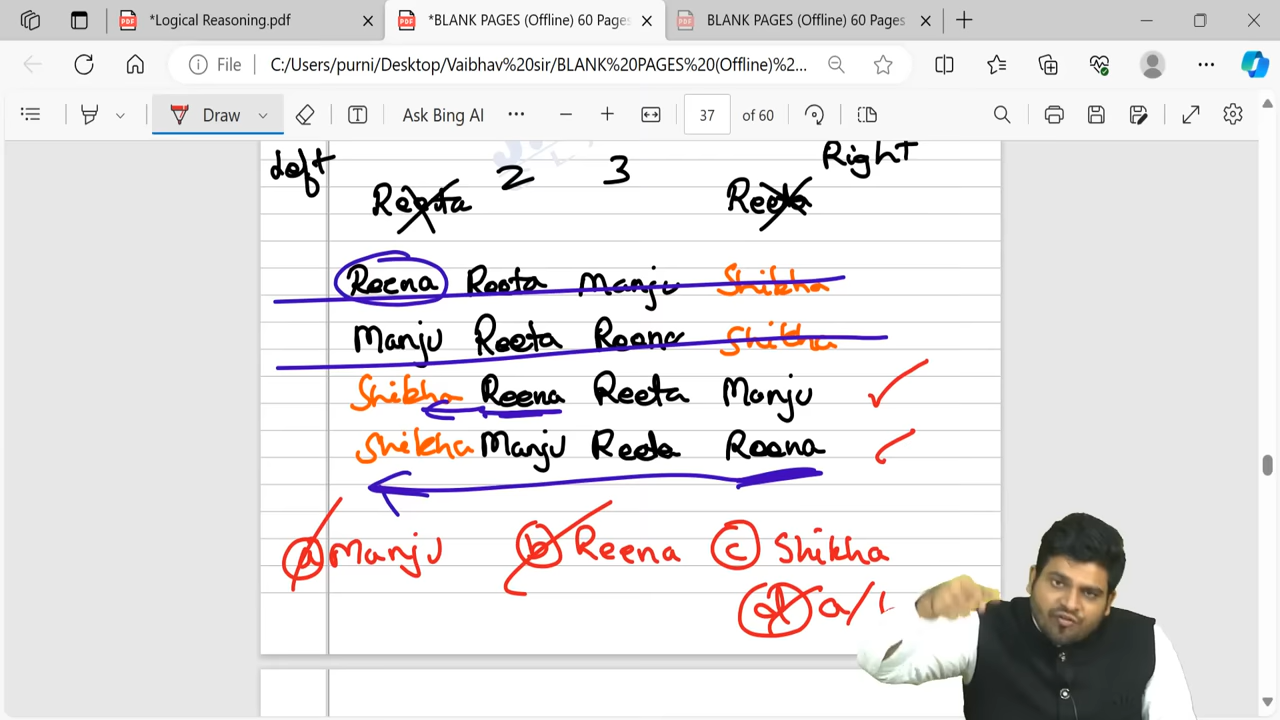 *Logical Reasoning.pdf
*BLANK PAGES (Offline) 60 Pages
BLANK PAGES (Offline) 60 Pages
File C:/Users/purni/Desktop/Vaibhav%20sir/BLANK%20PAGES%20(Offline)%2...
Draw Ask Bing AI 37 of 60
Left 2 3 Right
Reeta Reeta
Reena Reeta Manju Shikha
Manju Reeta Reena Shikha
Shikha Reena Reeta Manju
Shikha Manju Reeta Reena
a Manju b Reena c Shikha
d a/